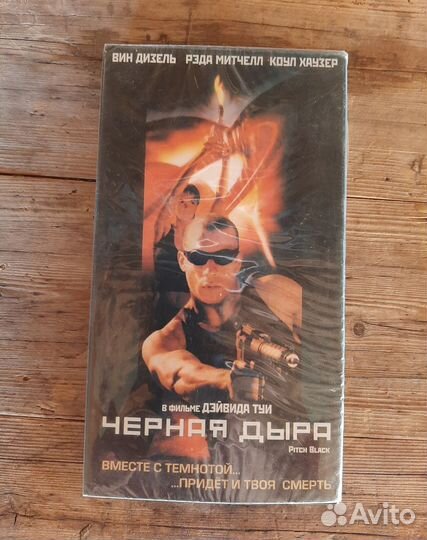 ВИН ДИЗЕЛЬ РЭДА МИТЧЕЛЛ КОУЛ ХАУЗЕР
В ФИЛЬМЕ ДЭЙВИДА ТУИ
ЧЕРНАЯ ДЫРА
PITCH BLACK
ВМЕСТЕ С ТЕМНОТОЙ...
...ПРИДЕТ И ТВОЯ СМЕРТЬ
Avito